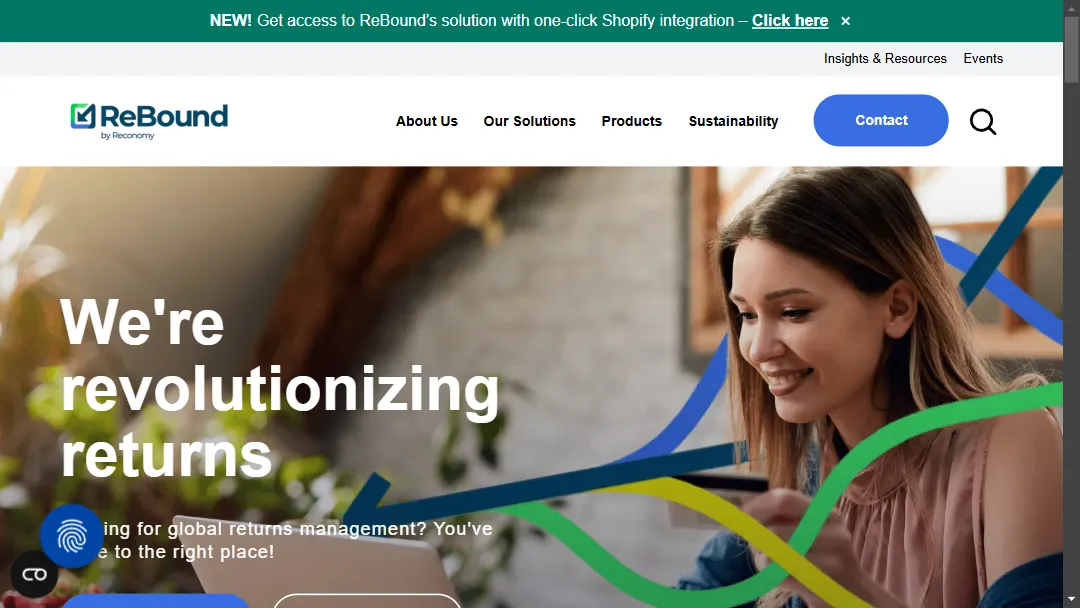 NEW! Get access to ReBound's solution with one-click Shopify integration – Click here ×
Insights & Resources Events
ReBound
by Reconomy
About Us Our Solutions Products Sustainability Contact
We're
revolutionizing
returns
ing for global returns management? You've
e to the right place!